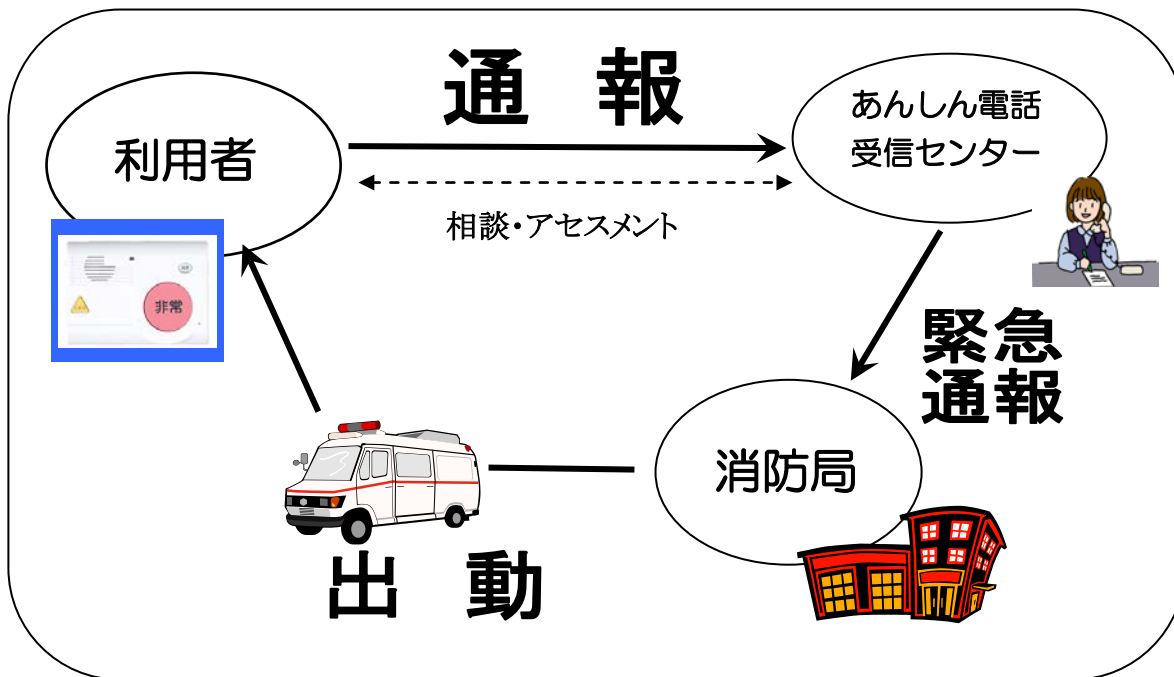 通 報
あんしん電話
受信センター
利用者
相談・アセスメント
非常
緊急
通報
消防局
出 動